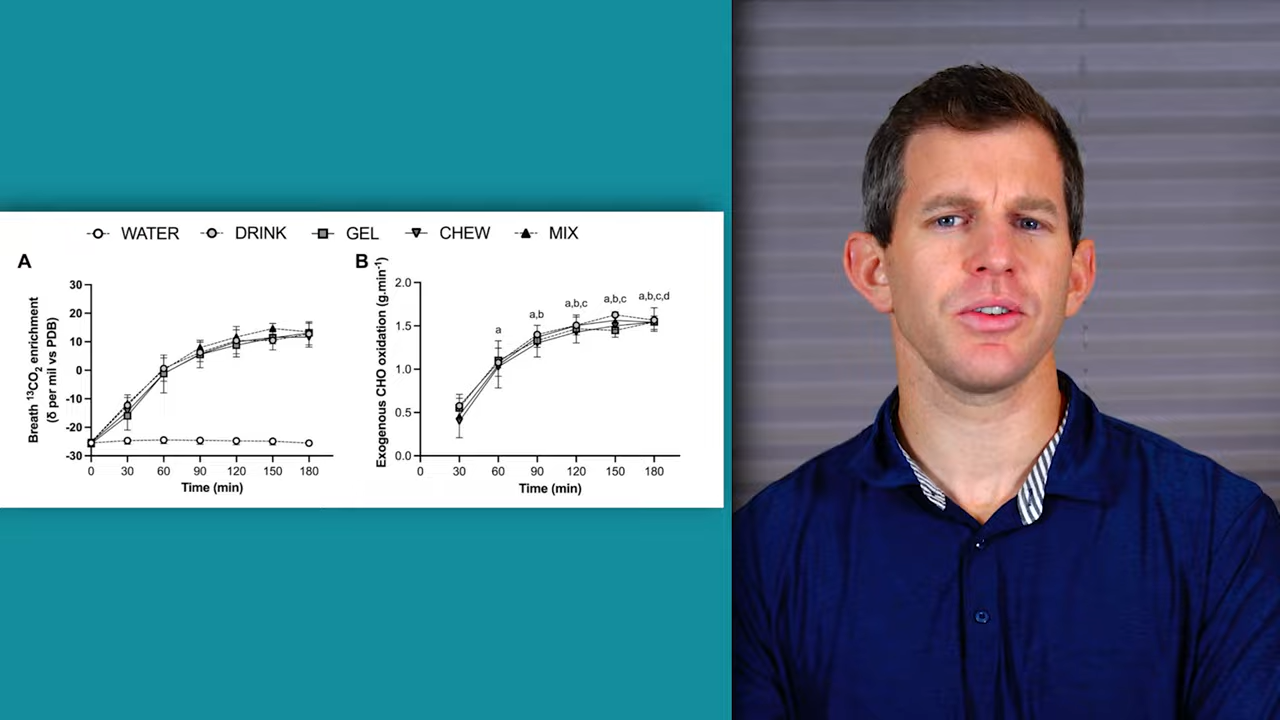 WATER DRINK GEL CHEW MIX
A
Breath ¹³CO₂ enrichment
(δ per mil vs PDB)
30
20
10
0
-10
-20
-30
0 30 60 90 120 150 180
Time (min)
B
Exogenous CHO oxidation (g.min⁻¹)
2.0
1.5
1.0
0.5
0.0
a
a,b
a,b,c
a,b,c
a,b,c,d
0 30 60 90 120 150 180
Time (min)